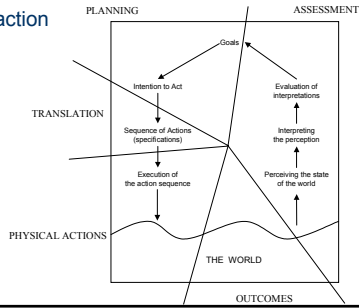 action
PLANNING
ASSESSMENT
Goals
Intention to Act
Evaluation of
interpretations
TRANSLATION
Sequence of Actions
(specifications)
Interpreting
the perception
Execution of
the action sequence
Perceiving the state
of the world
PHYSICAL ACTIONS
THE WORLD
OUTCOMES